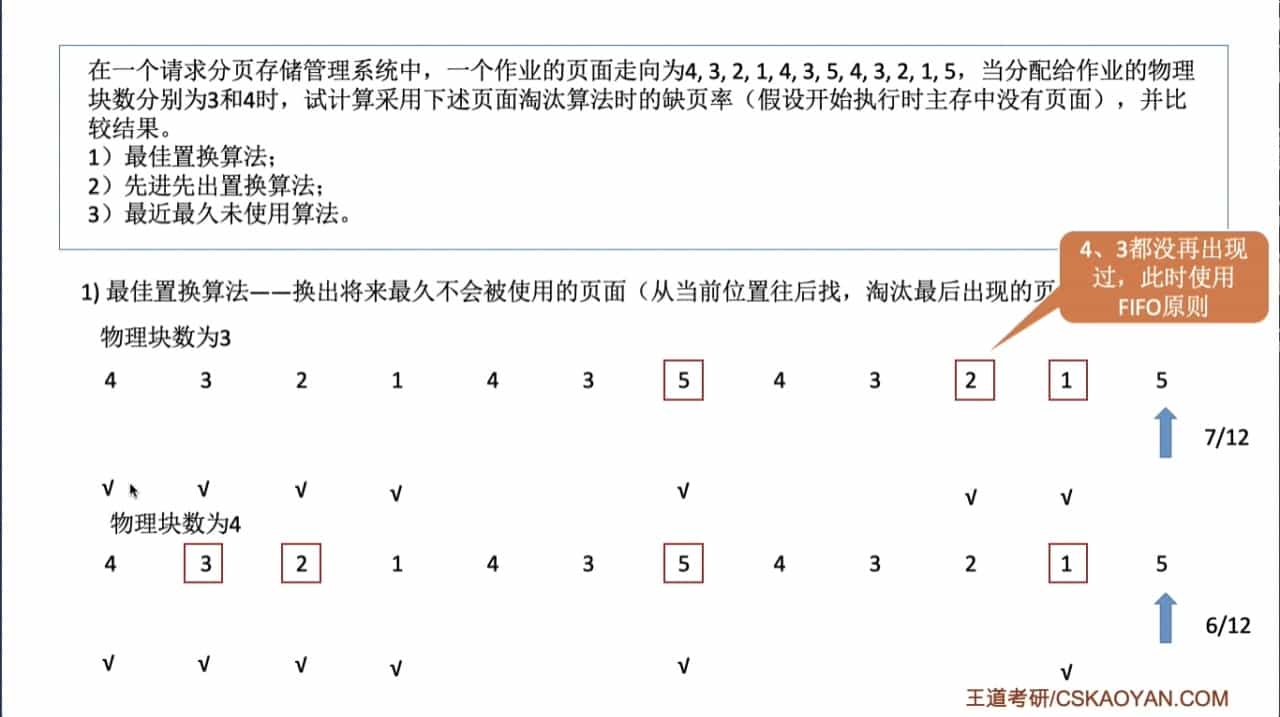 在一个请求分页存储管理系统中，一个作业的页面走向为4, 3, 2, 1, 4, 3, 5, 4, 3, 2, 1, 5，当分配给作业的物理
块数分别为3和4时，试计算采用下述页面淘汰算法时的缺页率（假设开始执行时主存中没有页面），并比
较结果。
1）最佳置换算法；
2）先进先出置换算法；
3）最近最久未使用算法。
4、3都没再出现
过，此时使用
FIFO原则
1) 最佳置换算法——换出将来最久不会被使用的页面（从当前位置往后找，淘汰最后出现的页
物理块数为3
4 3 2 1 4 3 5 4 3 2 1 5
7/12
√ √ √ √ √ √ √
物理块数为4
4 3 2 1 4 3 5 4 3 2 1 5
6/12
√ √ √ √ √ √
王道考研/CSKAOYAN.COM